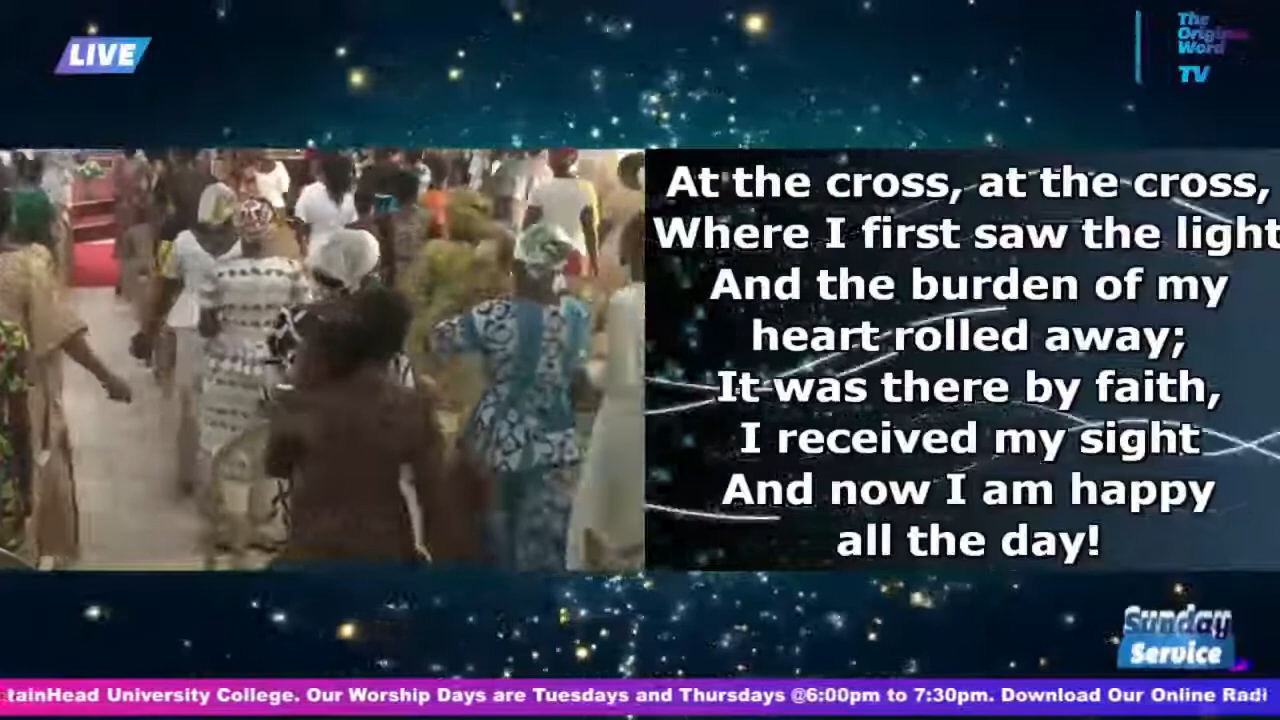 LIVE
The
Original
Word
TV
At the cross, at the cross,
Where I first saw the light
And the burden of my
heart rolled away;
It was there by faith,
I received my sight
And now I am happy
all the day!
Sunday
Service
tainHead University College. Our Worship Days are Tuesdays and Thursdays @6:00pm to 7:30pm. Download Our Online Radi